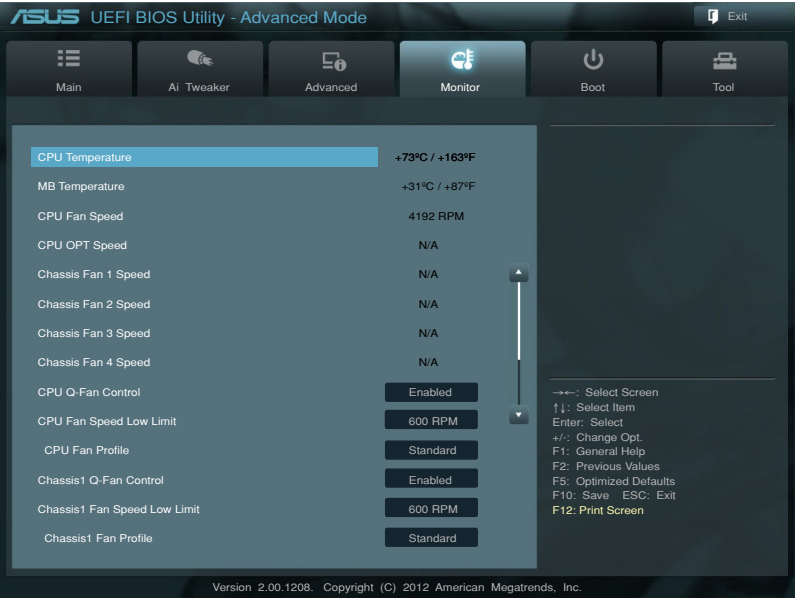 ASUS UEFI BIOS Utility - Advanced Mode Exit
Main Ai Tweaker Advanced Monitor Boot Tool
CPU Temperature +73ºC / +163ºF
MB Temperature +31ºC / +87ºF
CPU Fan Speed 4192 RPM
CPU OPT Speed N/A
Chassis Fan 1 Speed N/A
Chassis Fan 2 Speed N/A
Chassis Fan 3 Speed N/A
Chassis Fan 4 Speed N/A
CPU Q-Fan Control Enabled
CPU Fan Speed Low Limit 600 RPM
CPU Fan Profile Standard
Chassis1 Q-Fan Control Enabled
Chassis1 Fan Speed Low Limit 600 RPM
Chassis1 Fan Profile Standard
→←: Select Screen
↑↓: Select Item
Enter: Select
+/-: Change Opt.
F1: General Help
F2: Previous Values
F5: Optimized Defaults
F10: Save ESC: Exit
F12: Print Screen
Version 2.00.1208. Copyright (C) 2012 American Megatrends, Inc.